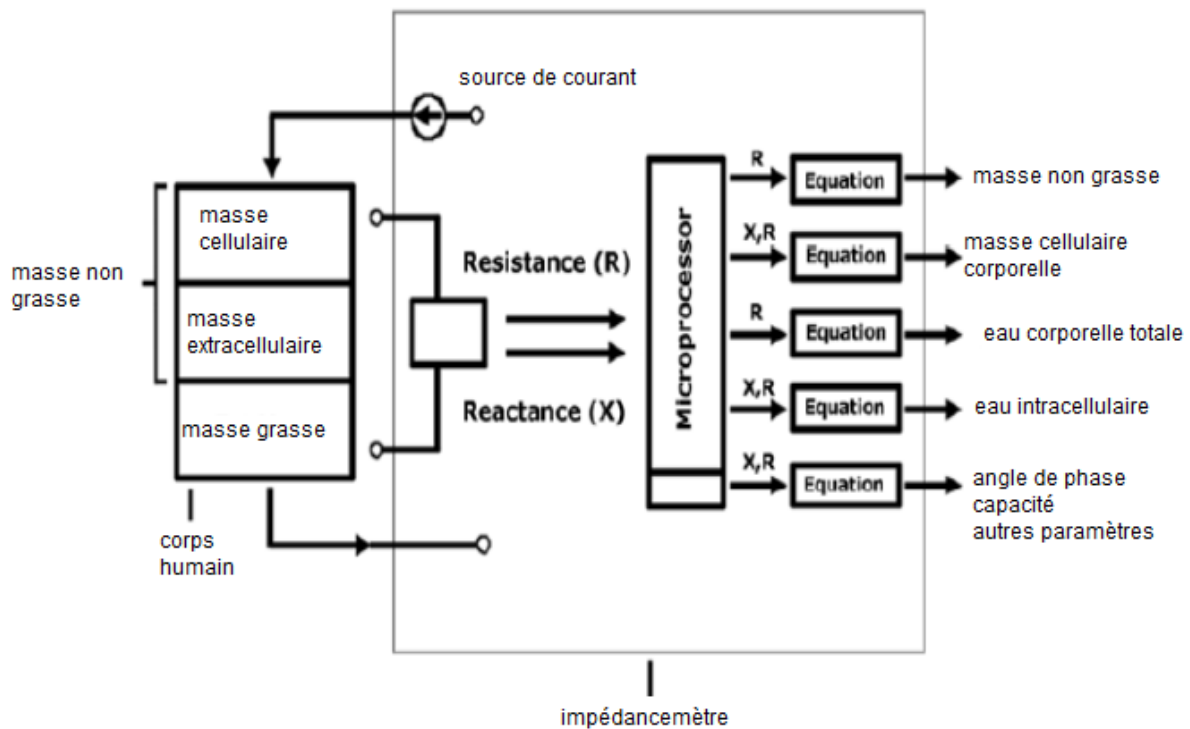 source de courant
masse
cellulaire
masse non
grasse
masse
extracellulaire
masse grasse
corps
humain
Resistance (R)
Reactance (X)
Microprocessor
R
Equation
masse non grasse
X,R
Equation
masse cellulaire
corporelle
R
Equation
eau corporelle totale
X,R
Equation
eau intracellulaire
X,R
Equation
angle de phase
capacité
autres paramètres
impédancemètre